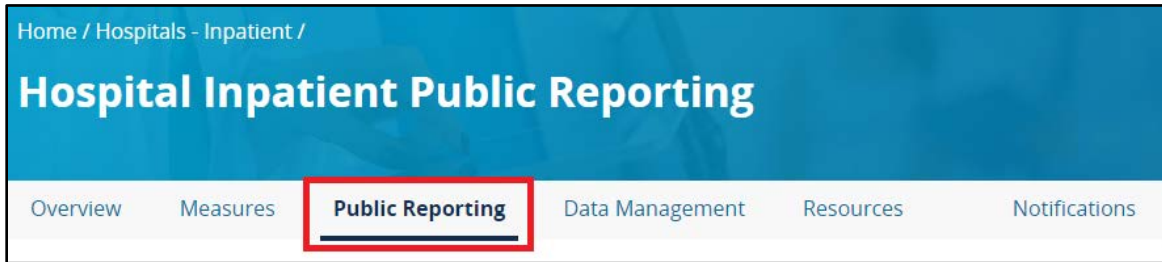 Home / Hospitals - Inpatient /
Hospital Inpatient Public Reporting
Overview Measures Public Reporting Data Management Resources Notifications